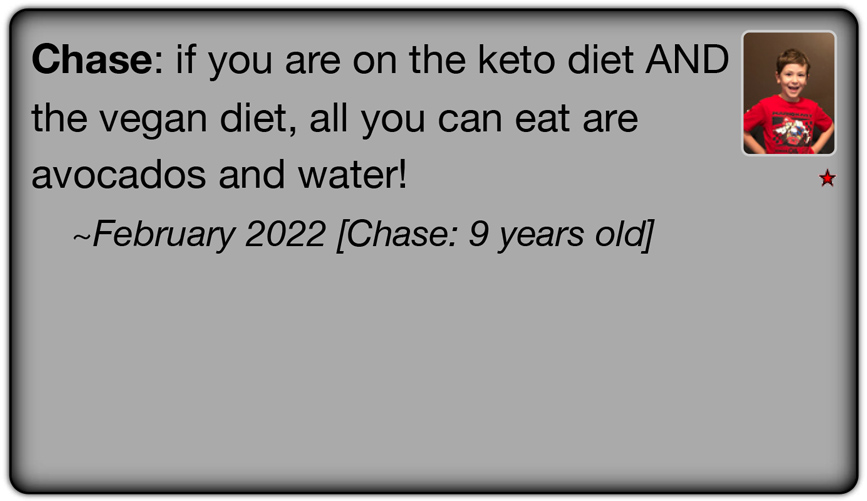 Chase: if you are on the keto diet AND
the vegan diet, all you can eat are
avocados and water!
~February 2022 [Chase: 9 years old]